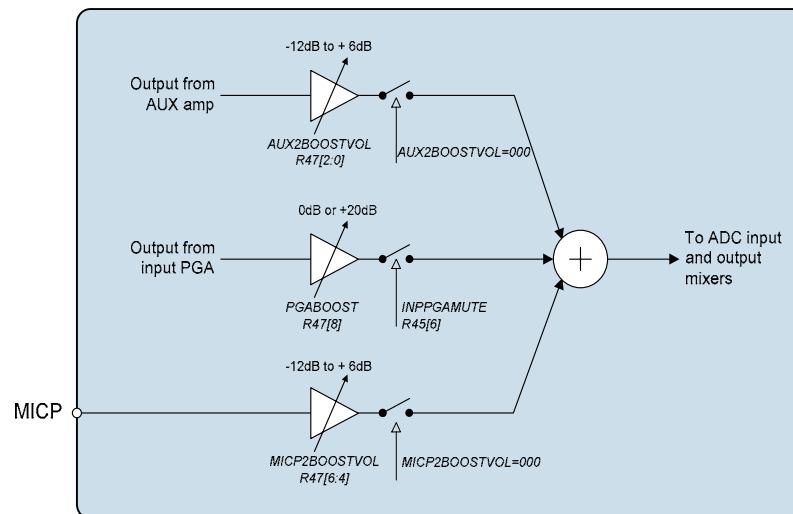 -12dB to + 6dB
Output from
AUX amp
AUX2BOOSTVOL
R47[2:0]
AUX2BOOSTVOL=000
0dB or +20dB
Output from
input PGA
PGABOOST
R47[8]
INPPGAMUTE
R45[6]
+
To ADC input
and output
mixers
-12dB to + 6dB
MICP
MICP2BOOSTVOL
R47[6:4]
MICP2BOOSTVOL=000